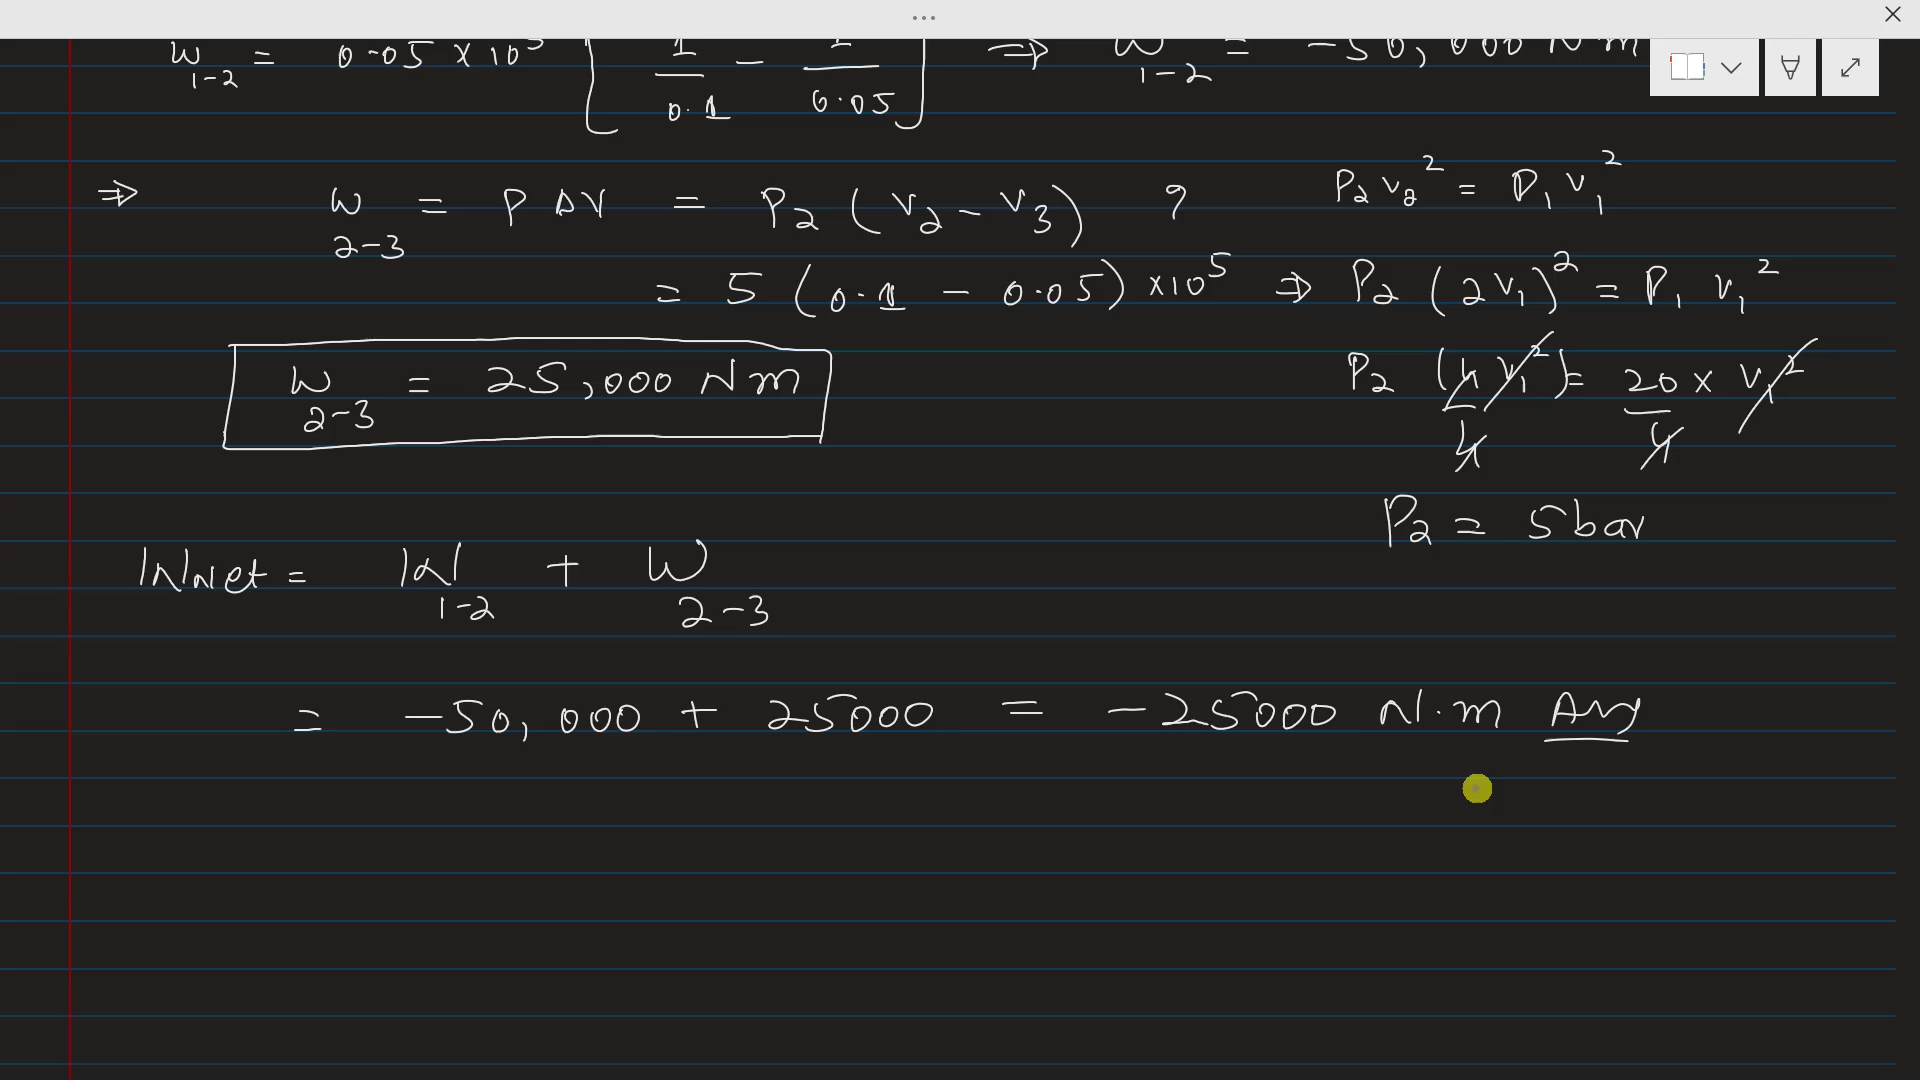 W1-2 = 0.05 × 10^5 [ 1/0.1 - 1/0.05 ] ⇒ W1-2 = -50,000 N m
⇒ W2-3 = P ΔV = P2 (V2 - V3) ? P2 V2^2 = P1 V1^2
= 5 (0.1 - 0.05) ×10^5 ⇒ P2 (2V1)^2 = P1 V1^2
W2-3 = 25,000 N m P2 (4 V1^2)/4 = 20/4 × V1^2
P2 = 5 bar
WNet = W1-2 + W2-3
= -50,000 + 25000 = -25000 N.m Ans